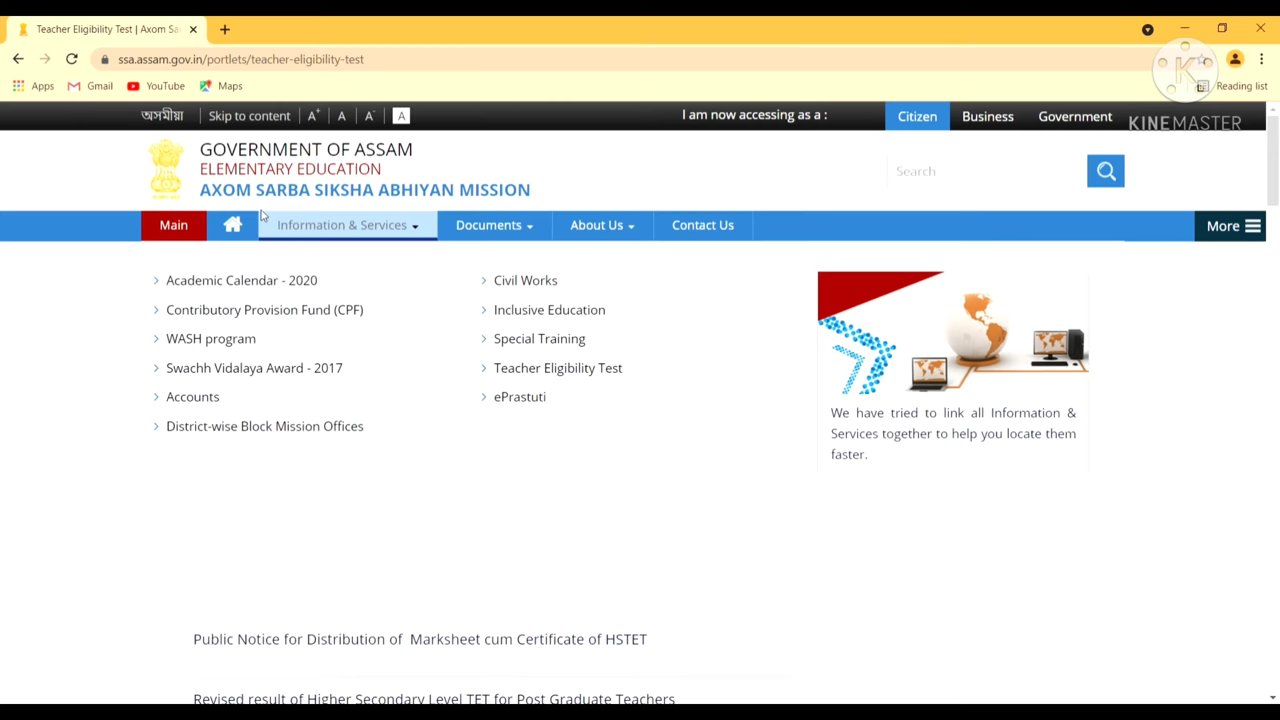 Teacher Eligibility Test | Axom Sa
ssa.assam.gov.in/portlets/teacher-eligibility-test
Apps Gmail YouTube Maps Reading list
অসমীয়া Skip to content A+ A A- A I am now accessing as a : Citizen Business Government
KINEMASTER
K
GOVERNMENT OF ASSAM
ELEMENTARY EDUCATION
AXOM SARBA SIKSHA ABHIYAN MISSION
Search
Main Information & Services Documents About Us Contact Us More
Academic Calendar - 2020
Contributory Provision Fund (CPF)
WASH program
Swachh Vidalaya Award - 2017
Accounts
District-wise Block Mission Offices
Civil Works
Inclusive Education
Special Training
Teacher Eligibility Test
ePrastuti
We have tried to link all Information &
Services together to help you locate them
faster.
Public Notice for Distribution of Marksheet cum Certificate of HSTET
Revised result of Higher Secondary Level TET for Post Graduate Teachers